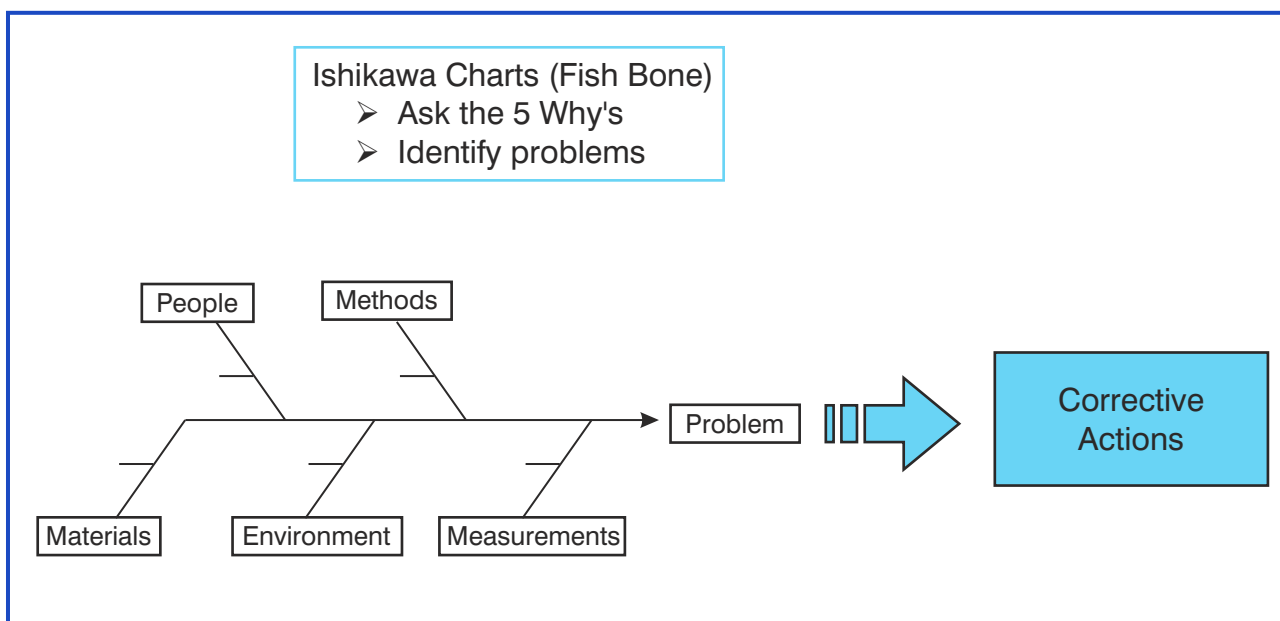 Ishikawa Charts (Fish Bone)
➢ Ask the 5 Why's
➢ Identify problems
People
Methods
Problem
Corrective
Actions
Materials
Environment
Measurements